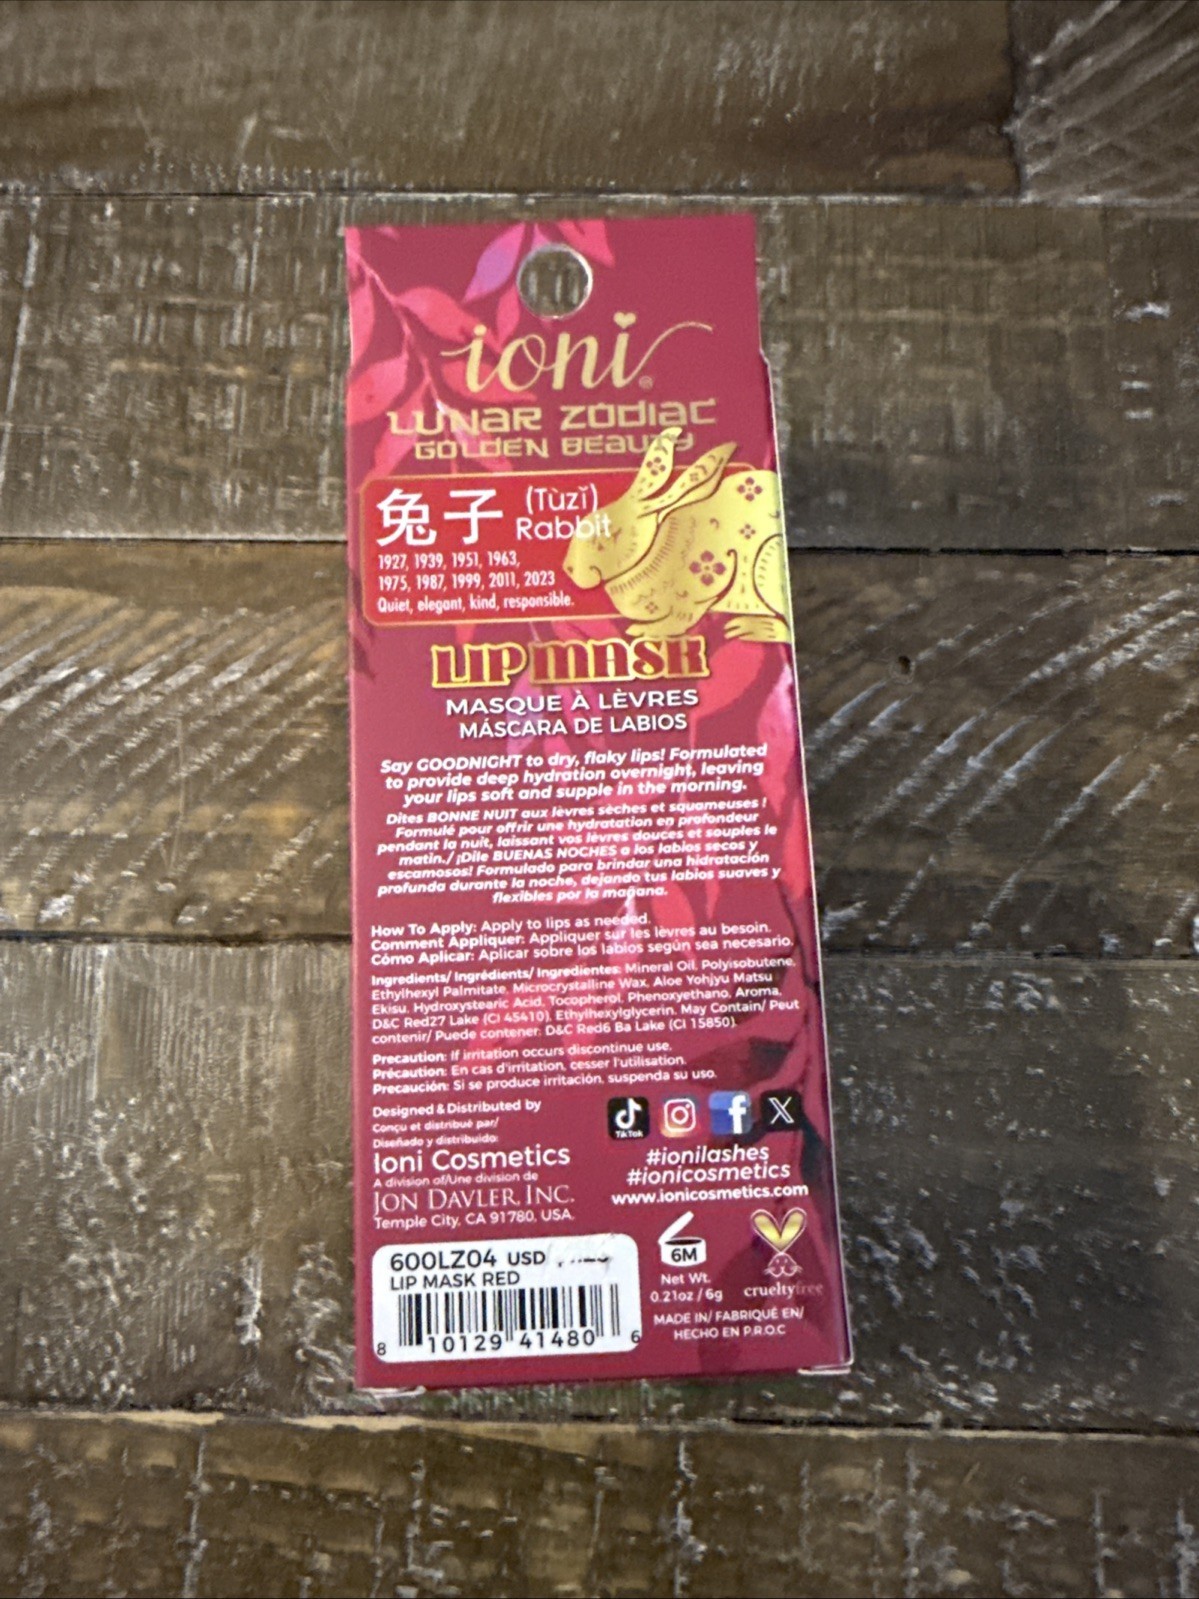 ioni®
LUNAR ZODIAC
GOLDEN BEAUTY
兔子 (Tùzǐ)
Rabbit
1927, 1939, 1951, 1963,
1975, 1987, 1999, 2011, 2023
Quiet, elegant, kind, responsible.
LIP MASK
MASQUE À LÈVRES
MÁSCARA DE LABIOS
Say GOODNIGHT to dry, flaky lips! Formulated
to provide deep hydration overnight, leaving
your lips soft and supple in the morning.
Dites BONNE NUIT aux lèvres sèches et squameuses !
Formulé pour offrir une hydratation en profondeur
pendant la nuit, laissant vos lèvres douces et souples le
matin./ ¡Dile BUENAS NOCHES a los labios secos y
escamosos! Formulado para brindar una hidratación
profunda durante la noche, dejando tus labios suaves y
flexibles por la mañana.
How To Apply: Apply to lips as needed.
Comment Appliquer: Appliquer sur les lèvres au besoin.
Cómo Aplicar: Aplicar sobre los labios según sea necesario.
Ingredients/ Ingrédients/ Ingredientes: Mineral Oil, Polyisobutene,
Ethylhexyl Palmitate, Microcrystalline Wax, Aloe Yohjyu Matsu
Ekisu, Hydroxystearic Acid, Tocopherol, Phenoxyethano, Aroma,
D&C Red27 Lake (CI 45410), Ethylhexylglycerin, May Contain/ Peut
contenir/ Puede contener: D&C Red6 Ba Lake (CI 15850).
Precaution: If irritation occurs discontinue use.
Précaution: En cas d'irritation, cesser l'utilisation.
Precaución: Si se produce irritación, suspenda su uso.
Designed & Distributed by
Conçu et distribué par/
Diseñado y distribuido:
Ioni Cosmetics
A division of/Une division de
JON DAVLER, INC.
Temple City, CA 91780, USA.
TikTok
#ionilashes
#ionicosmetics
www.ionicosmetics.com
600LZ04 USD
LIP MASK RED
8 10129 41480 6
6M
Net Wt.
0.21oz / 6g
crueltyfree
MADE IN/ FABRIQUÉ EN/
HECHO EN P.R.O.C